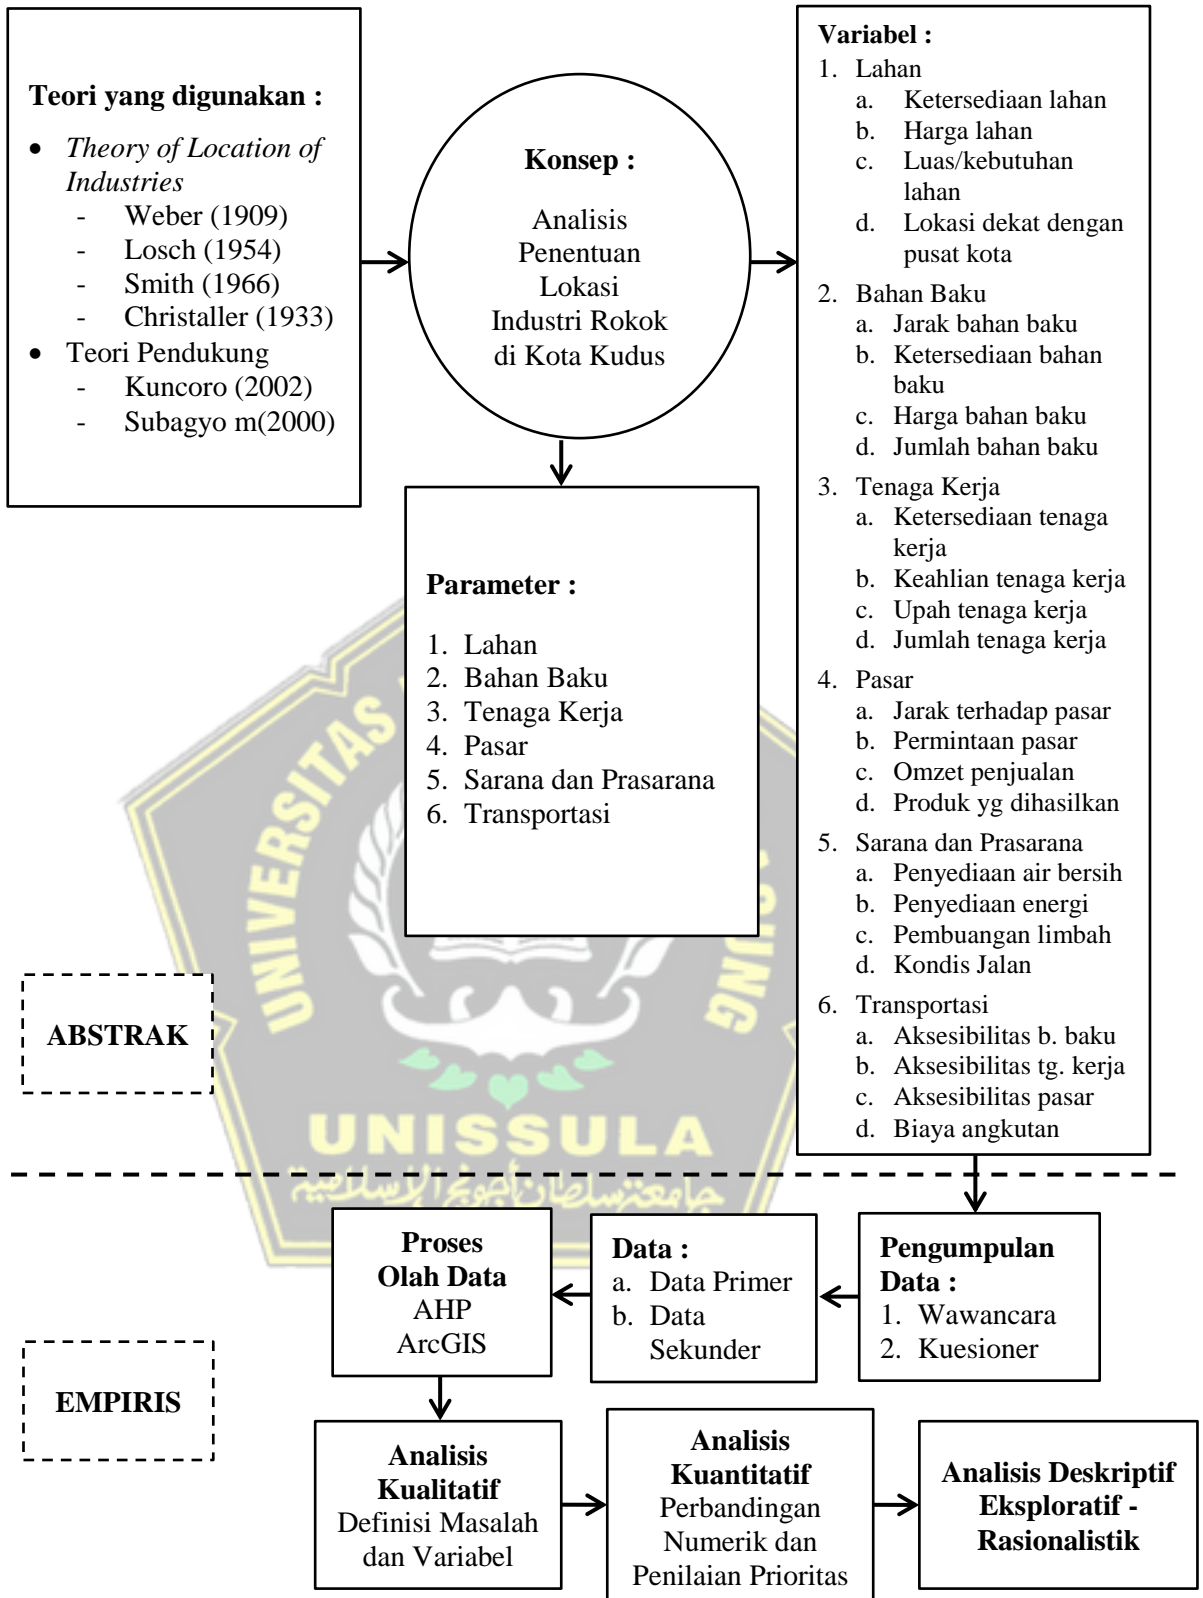 Teori yang digunakan :
• Theory of Location of
Industries
- Weber (1909)
- Losch (1954)
- Smith (1966)
- Christaller (1933)
• Teori Pendukung
- Kuncoro (2002)
- Subagyo m(2000)
Konsep :
Analisis
Penentuan
Lokasi
Industri Rokok
di Kota Kudus
Variabel :
1. Lahan
a. Ketersediaan lahan
b. Harga lahan
c. Luas/kebutuhan
lahan
d. Lokasi dekat dengan
pusat kota
2. Bahan Baku
a. Jarak bahan baku
b. Ketersediaan bahan
baku
c. Harga bahan baku
d. Jumlah bahan baku
3. Tenaga Kerja
a. Ketersediaan tenaga
kerja
b. Keahlian tenaga kerja
c. Upah tenaga kerja
d. Jumlah tenaga kerja
4. Pasar
a. Jarak terhadap pasar
b. Permintaan pasar
c. Omzet penjualan
d. Produk yg dihasilkan
5. Sarana dan Prasarana
a. Penyediaan air bersih
b. Penyediaan energi
c. Pembuangan limbah
d. Kondis Jalan
6. Transportasi
a. Aksesibilitas b. baku
b. Aksesibilitas tg. kerja
c. Aksesibilitas pasar
d. Biaya angkutan
Parameter :
1. Lahan
2. Bahan Baku
3. Tenaga Kerja
4. Pasar
5. Sarana dan Prasarana
6. Transportasi
UNIVERSITAS
UNISSULA
جامعة سلطان أجونج الإسلامية
ABSTRAK
EMPIRIS
Pengumpulan
Data :
1. Wawancara
2. Kuesioner
Data :
a. Data Primer
b. Data
Sekunder
Proses
Olah Data
AHP
ArcGIS
Analisis
Kualitatif
Definisi Masalah
dan Variabel
Analisis
Kuantitatif
Perbandingan
Numerik dan
Penilaian Prioritas
Analisis Deskriptif
Eksploratif -
Rasionalistik